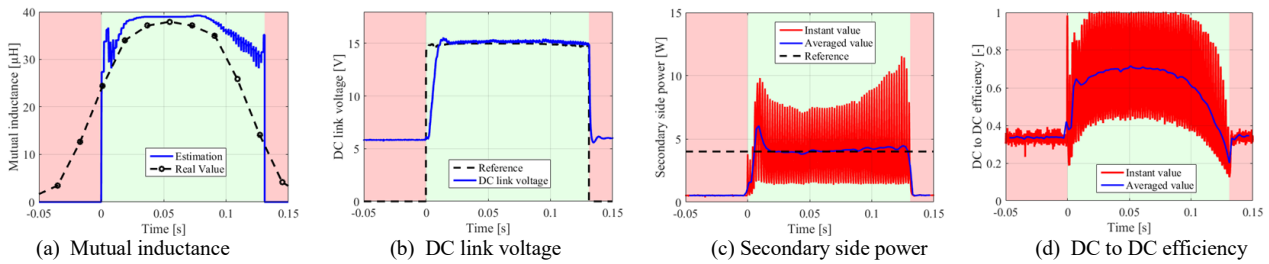 40
30
20
10
0
Mutual inductance [μH]
Estimation
Real Value
-0.05 0 0.05 0.1 0.15
Time [s]
(a) Mutual inductance
15
10
5
0
DC link voltage [V]
Reference
DC link voltage
-0.05 0 0.05 0.1 0.15
Time [s]
(b) DC link voltage
15
10
5
0
Secondary side power [W]
Instant value
Averaged value
Reference
-0.05 0 0.05 0.1 0.15
Time [s]
(c) Secondary side power
1
0.8
0.6
0.4
0.2
0
DC to DC efficiency [-]
Instant value
Averaged value
-0.05 0 0.05 0.1 0.15
Time [s]
(d) DC to DC efficiency